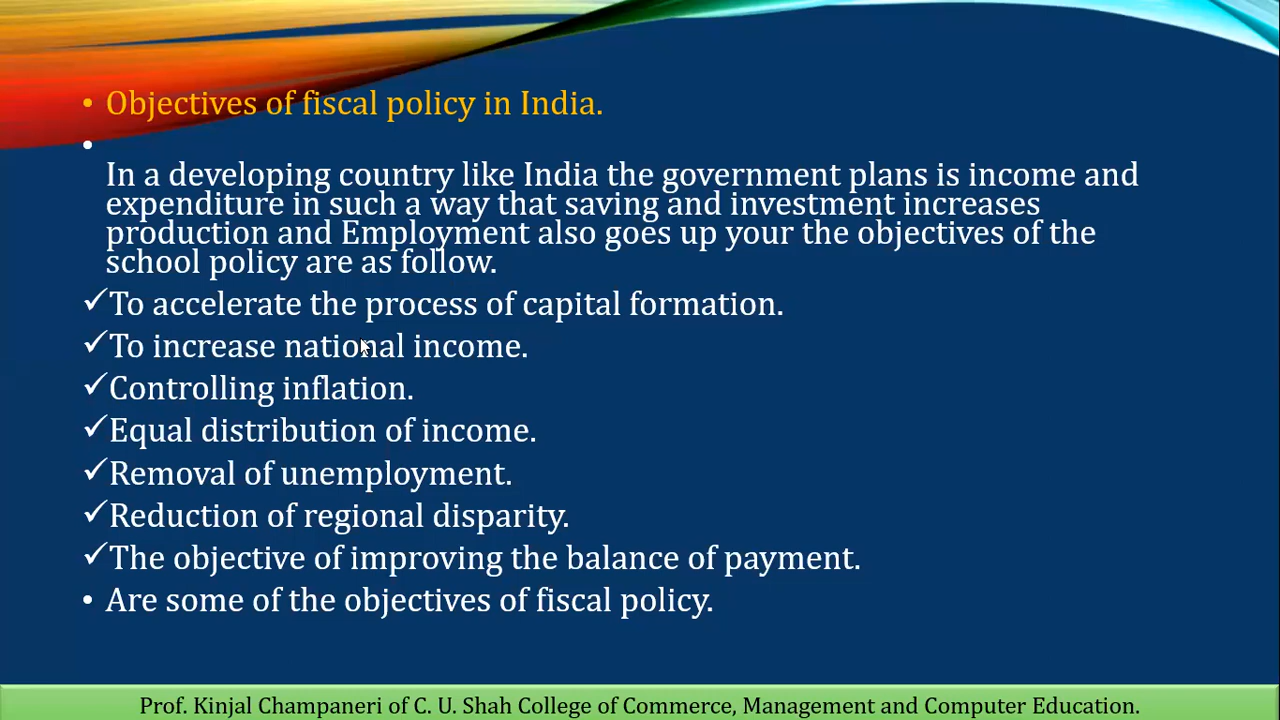 • Objectives of fiscal policy in India.
•
In a developing country like India the government plans is income and
expenditure in such a way that saving and investment increases
production and Employment also goes up your the objectives of the
school policy are as follow.
✓To accelerate the process of capital formation.
✓To increase national income.
✓Controlling inflation.
✓Equal distribution of income.
✓Removal of unemployment.
✓Reduction of regional disparity.
✓The objective of improving the balance of payment.
• Are some of the objectives of fiscal policy.
Prof. Kinjal Champaneri of C. U. Shah College of Commerce, Management and Computer Education.